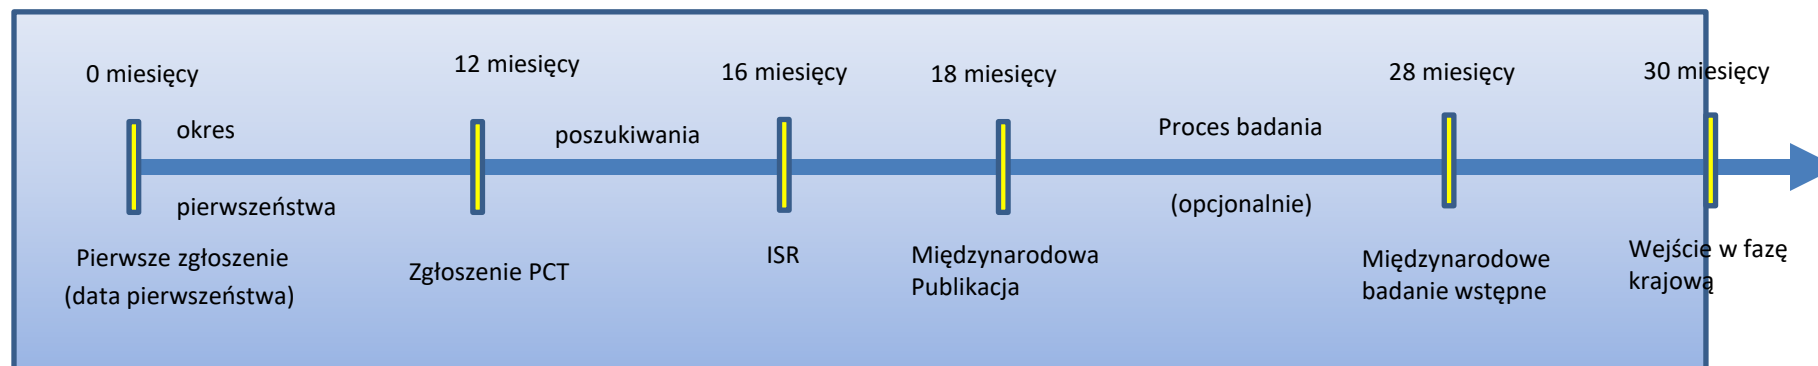 0 miesięcy
12 miesięcy
16 miesięcy
18 miesięcy
28 miesięcy
30 miesięcy
okres
poszukiwania
Proces badania
pierwszeństwa
(opcjonalnie)
Pierwsze zgłoszenie
(data pierwszeństwa)
Zgłoszenie PCT
ISR
Międzynarodowa
Publikacja
Międzynarodowe
badanie wstępne
Wejście w fazę
krajową